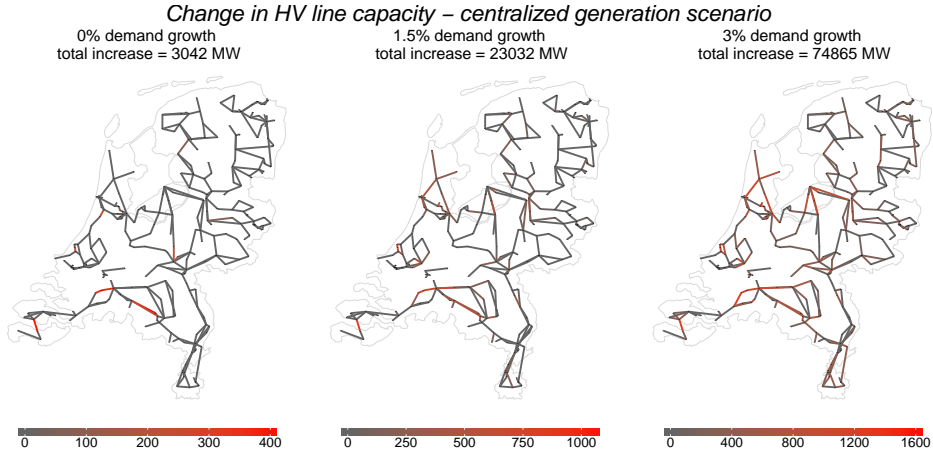 Change in HV line capacity – centralized generation scenario
0% demand growth
total increase = 3042 MW
1.5% demand growth
total increase = 23032 MW
3% demand growth
total increase = 74865 MW
0 100 200 300 400
0 250 500 750 1000
0 400 800 1200 1600